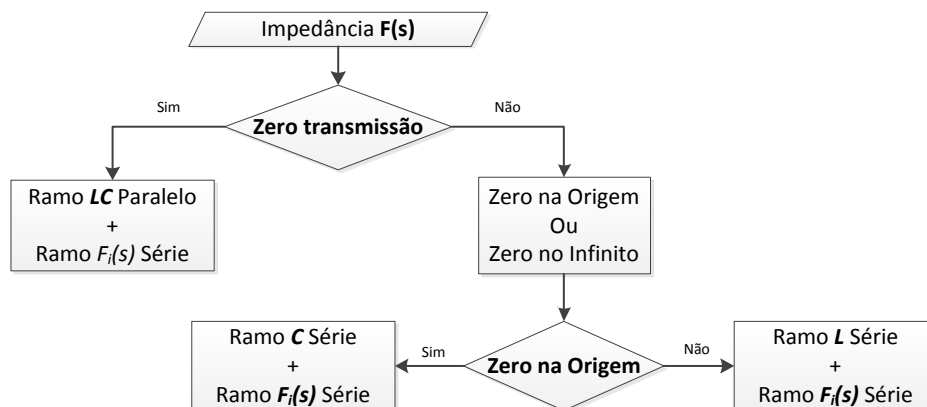 Impedância F(s)
Sim
Não
Zero transmissão
Ramo LC Paralelo
+
Ramo Fi(s) Série
Zero na Origem
Ou
Zero no Infinito
Ramo C Série
+
Ramo Fi(s) Série
Sim
Zero na Origem
Não
Ramo L Série
+
Ramo Fi(s) Série